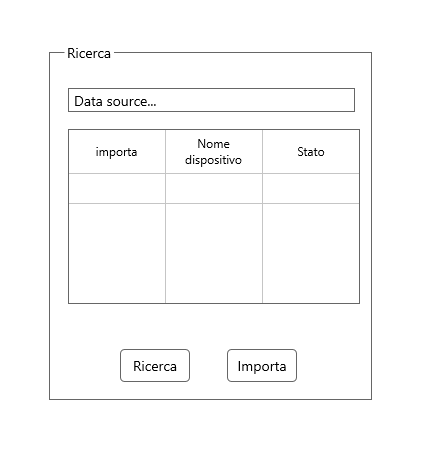 Ricerca
Data source...
importa
Nome
dispositivo
Stato
Ricerca
Importa